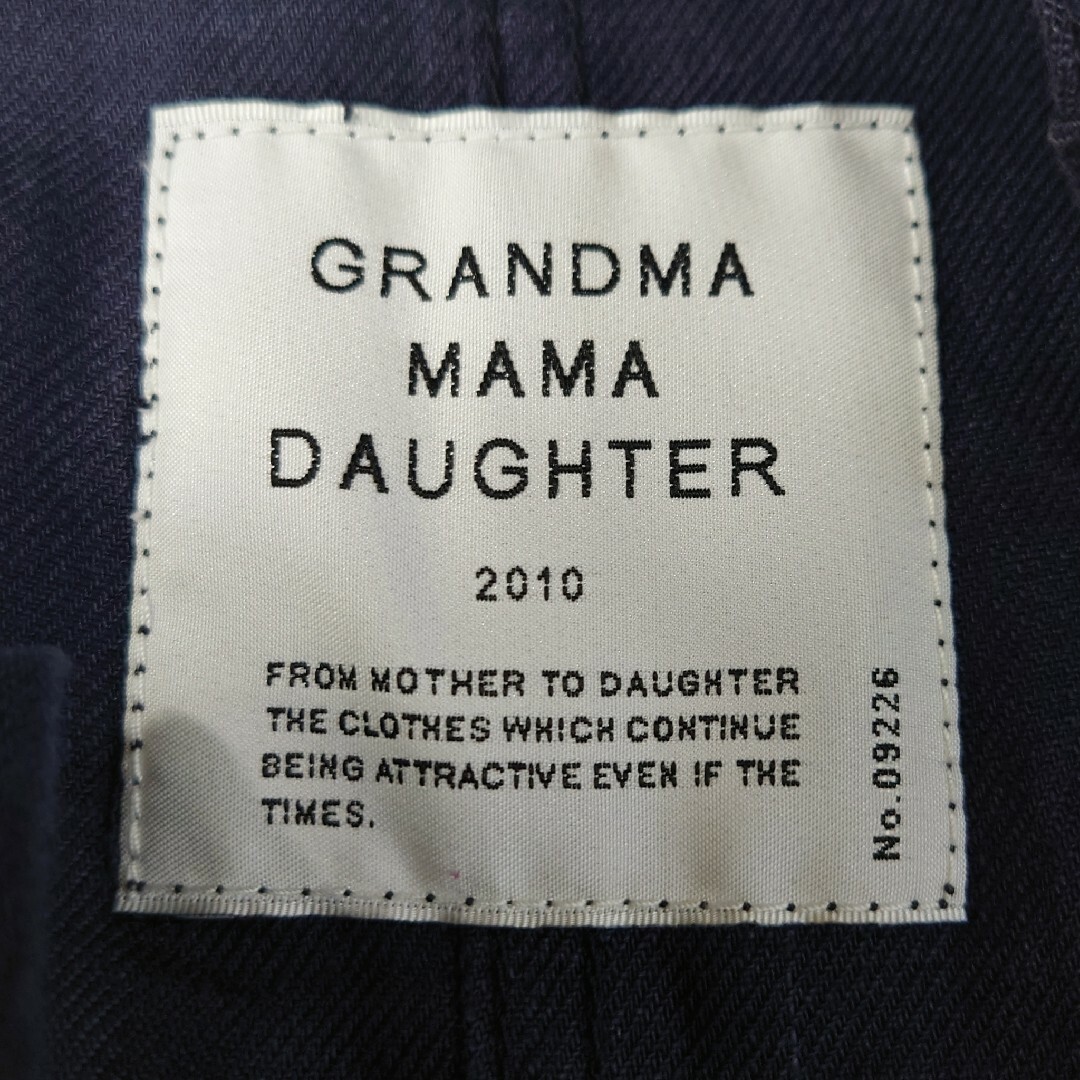 GRANDMA
MAMA
DAUGHTER
2010
FROM MOTHER TO DAUGHTER
THE CLOTHES WHICH CONTINUE
BEING ATTRACTIVE EVEN IF THE
TIMES.
No.09226